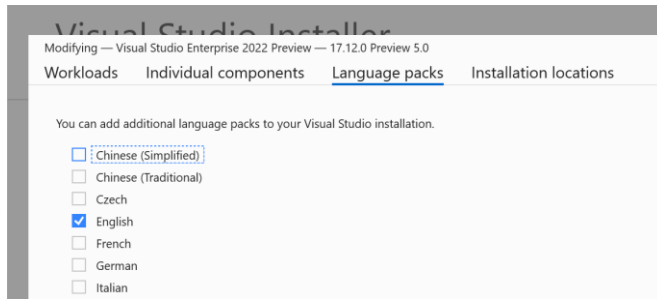 Visual Studio Installer
Modifying — Visual Studio Enterprise 2022 Preview — 17.12.0 Preview 5.0
Workloads Individual components Language packs Installation locations
You can add additional language packs to your Visual Studio installation.
Chinese (Simplified)
Chinese (Traditional)
Czech
English
French
German
Italian